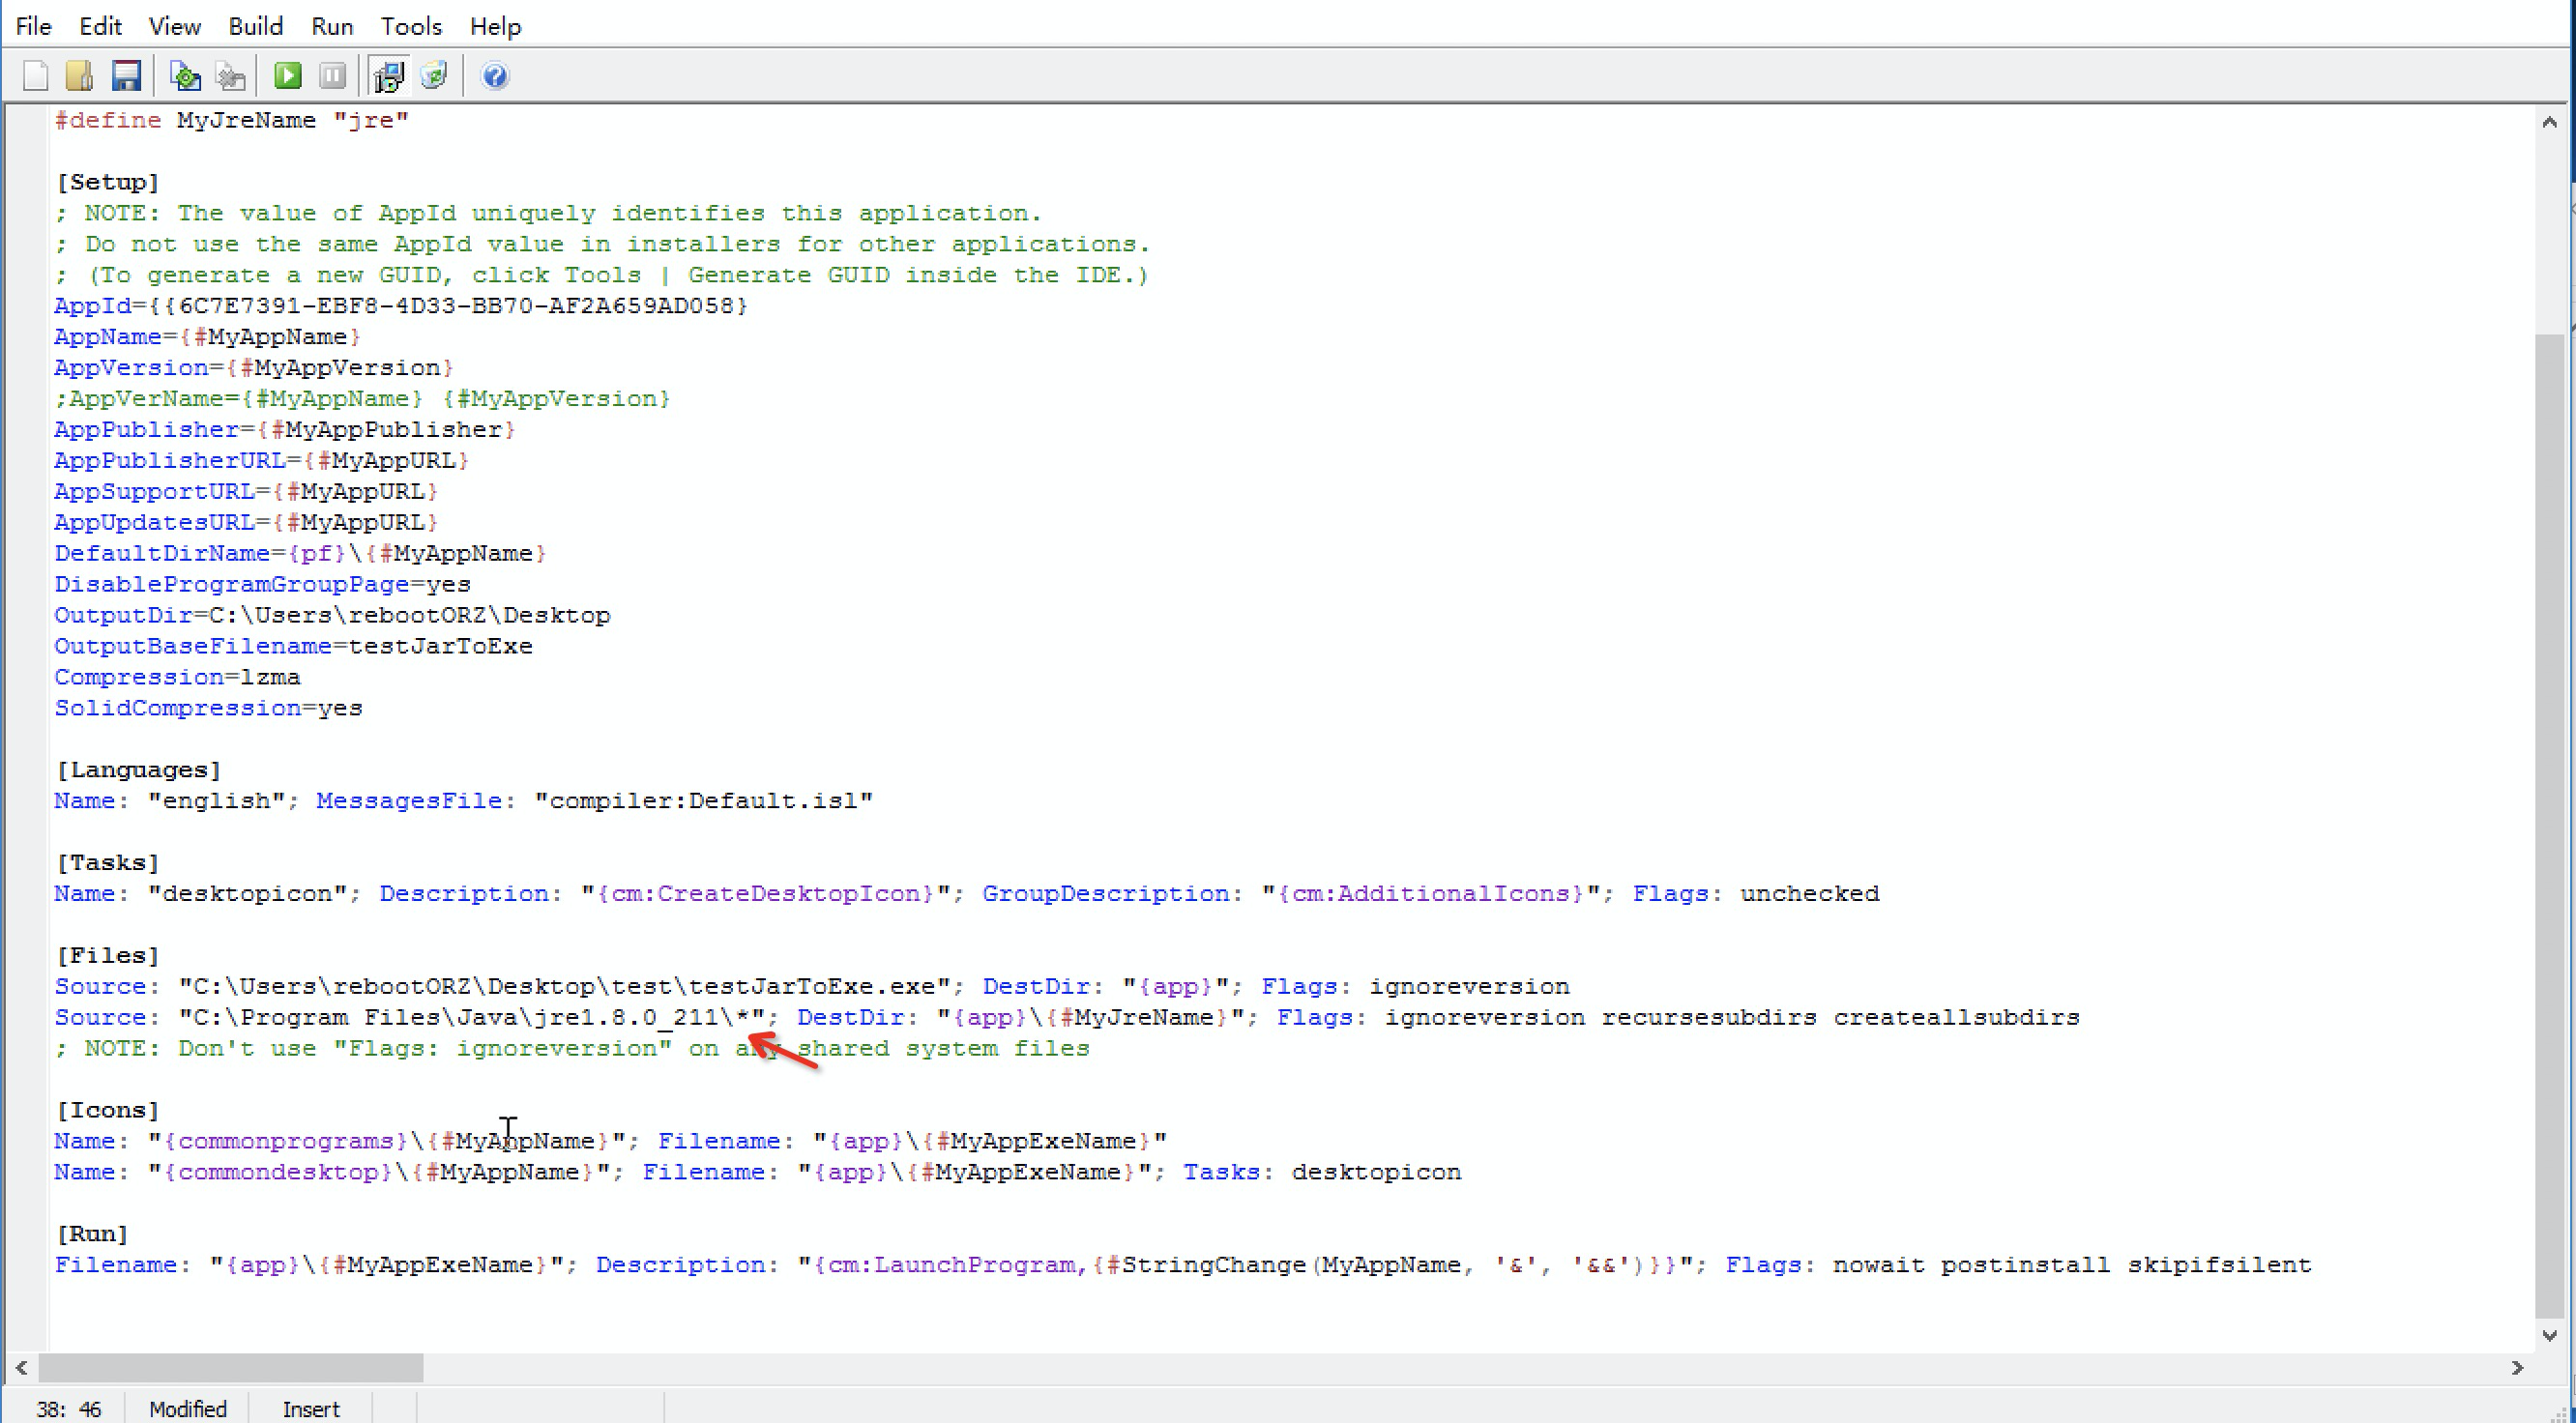 File Edit View Build Run Tools Help
#define MyJreName "jre"
[Setup]
; NOTE: The value of AppId uniquely identifies this application.
; Do not use the same AppId value in installers for other applications.
; (To generate a new GUID, click Tools | Generate GUID inside the IDE.)
AppId={{6C7E7391-EBF8-4D33-BB70-AF2A659AD058}
AppName={#MyAppName}
AppVersion={#MyAppVersion}
;AppVerName={#MyAppName} {#MyAppVersion}
AppPublisher={#MyAppPublisher}
AppPublisherURL={#MyAppURL}
AppSupportURL={#MyAppURL}
AppUpdatesURL={#MyAppURL}
DefaultDirName={pf}\{#MyAppName}
DisableProgramGroupPage=yes
OutputDir=C:\Users\rebootORZ\Desktop
OutputBaseFilename=testJarToExe
Compression=lzma
SolidCompression=yes
[Languages]
Name: "english"; MessagesFile: "compiler:Default.isl"
[Tasks]
Name: "desktopicon"; Description: "{cm:CreateDesktopIcon}"; GroupDescription: "{cm:AdditionalIcons}"; Flags: unchecked
[Files]
Source: "C:\Users\rebootORZ\Desktop\test\testJarToExe.exe"; DestDir: "{app}"; Flags: ignoreversion
Source: "C:\Program Files\Java\jre1.8.0_211\*"; DestDir: "{app}\{#MyJreName}"; Flags: ignoreversion recursesubdirs createallsubdirs
; NOTE: Don't use "Flags: ignoreversion" on any shared system files
[Icons]
Name: "{commonprograms}\{#MyAppName}"; Filename: "{app}\{#MyAppExeName}"
Name: "{commondesktop}\{#MyAppName}"; Filename: "{app}\{#MyAppExeName}"; Tasks: desktopicon
[Run]
Filename: "{app}\{#MyAppExeName}"; Description: "{cm:LaunchProgram,{#StringChange(MyAppName, '&', '&&')}}"; Flags: nowait postinstall skipifsilent
38: 46 Modified Insert